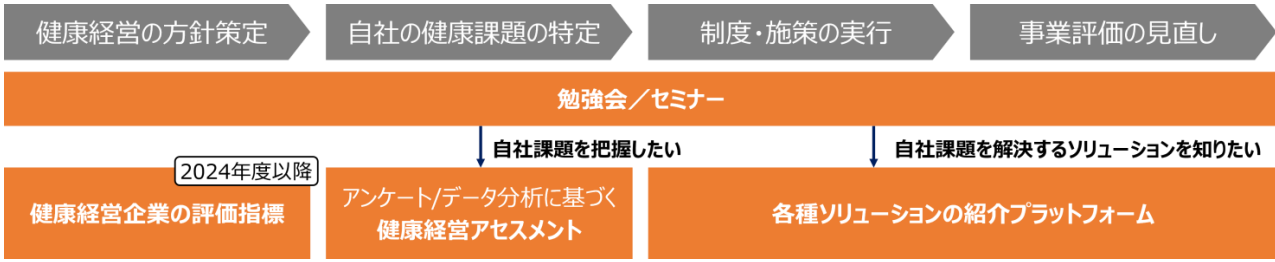 健康経営の方針策定
自社の健康課題の特定
制度・施策の実行
事業評価の見直し
勉強会／セミナー
自社課題を把握したい
自社課題を解決するソリューションを知りたい
2024年度以降
健康経営企業の評価指標
アンケート/データ分析に基づく
健康経営アセスメント
各種ソリューションの紹介プラットフォーム